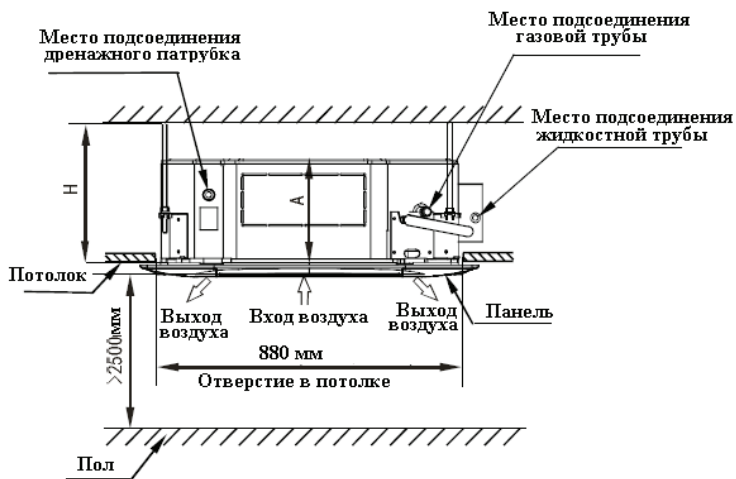 Место подсоединения
газовой трубы
Место подсоединения
дренажного патрубка
Место подсоединения
жидкостной трубы
H
A
Потолок
Выход
воздуха
Вход воздуха
Выход
воздуха
Панель
>2500мм
880 мм
Отверстие в потолке
Пол